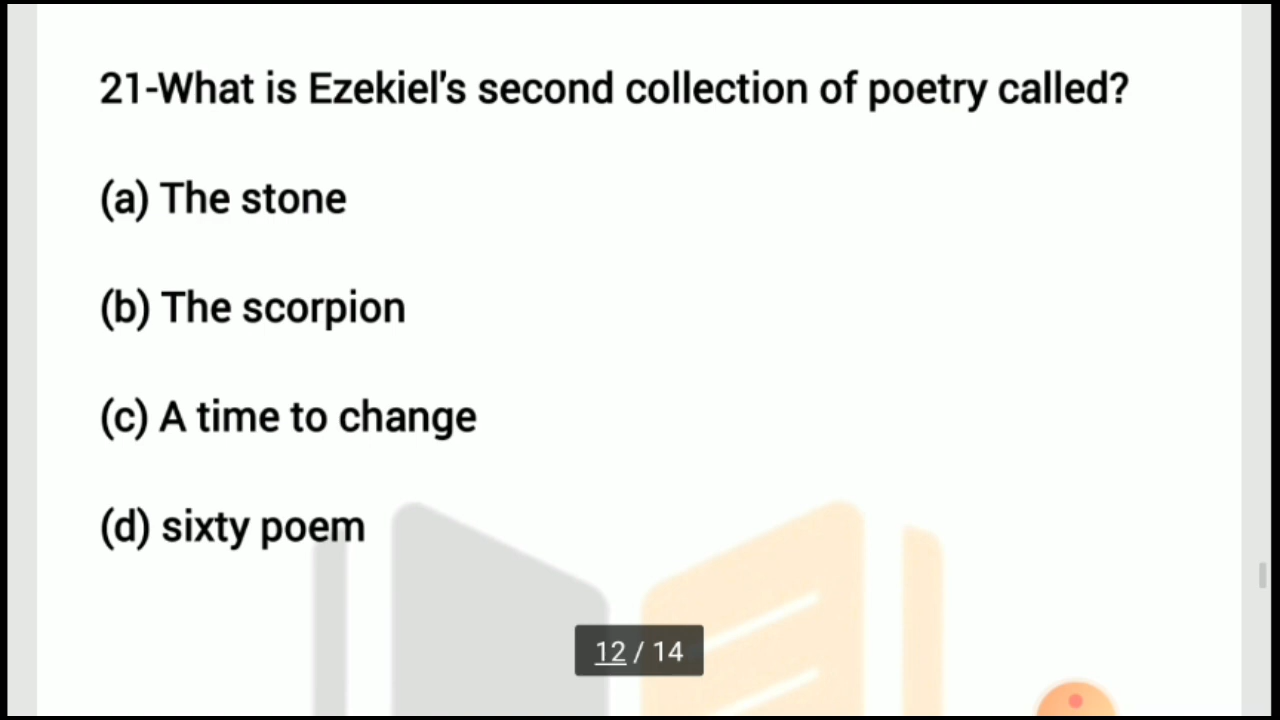 21-What is Ezekiel's second collection of poetry called?
(a) The stone
(b) The scorpion
(c) A time to change
(d) sixty poem
12 / 14